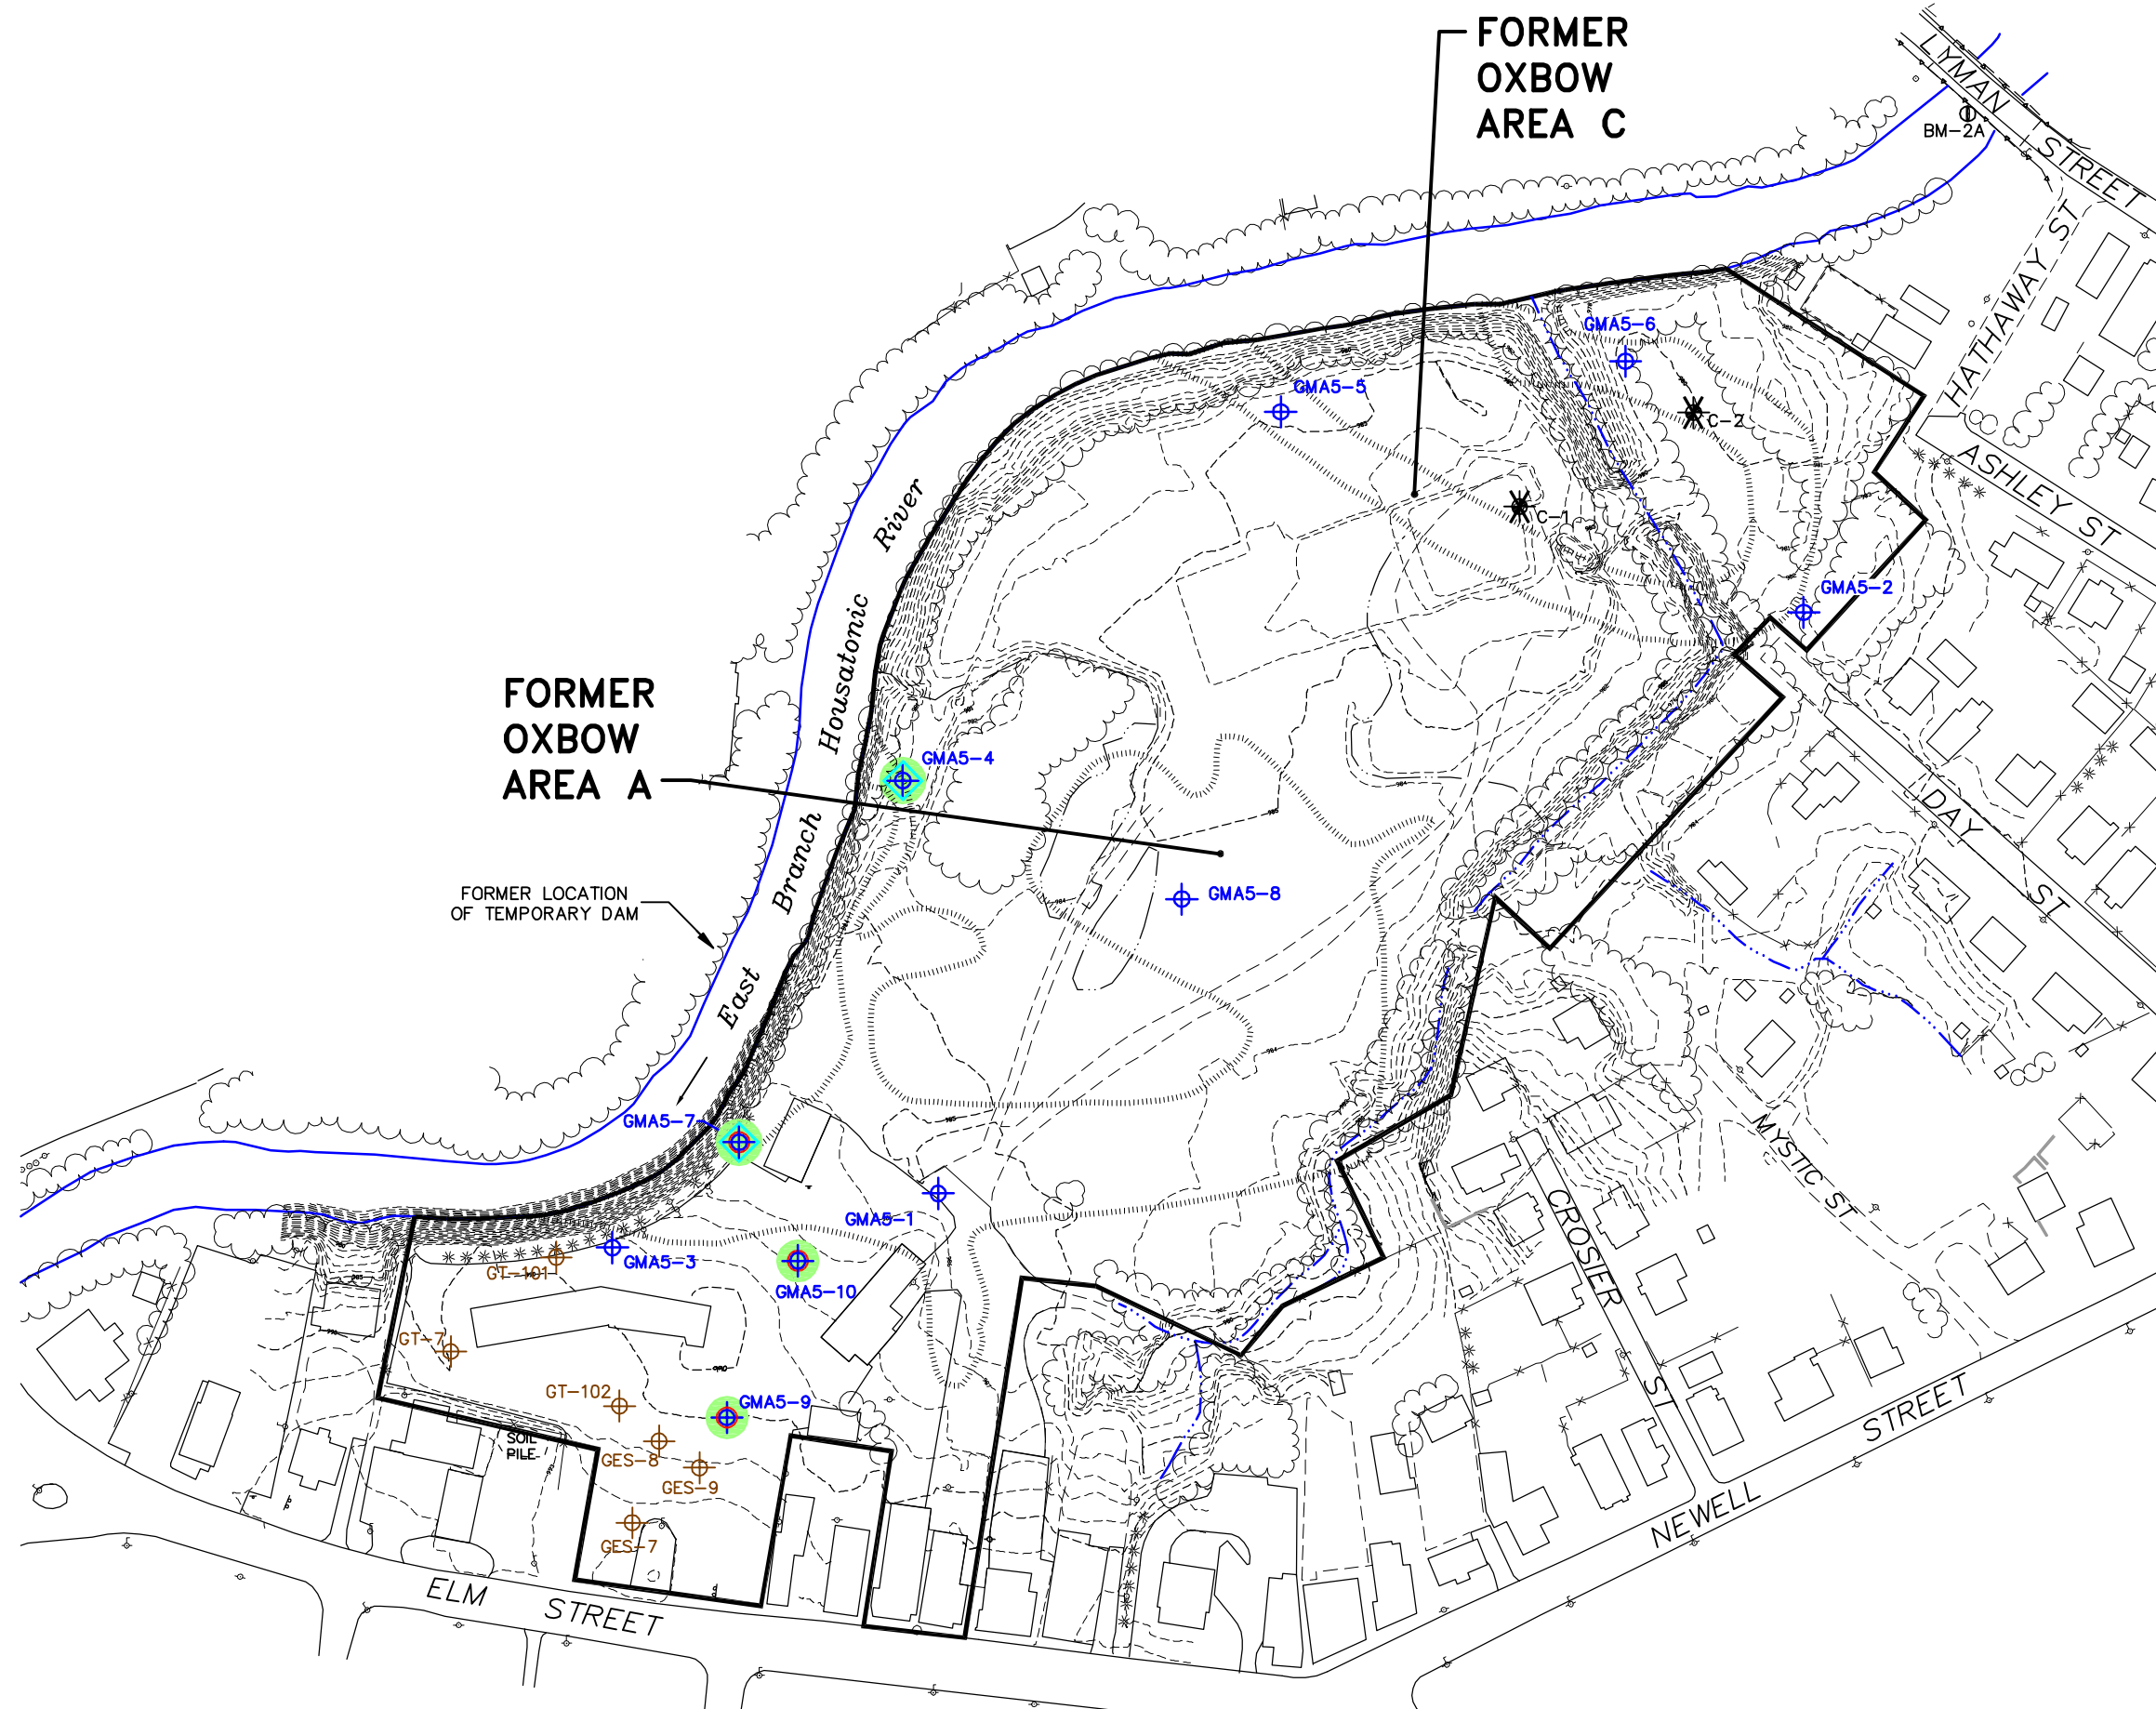 FORMER
OXBOW
AREA C
LYMAN STREET
BM-2A
HATHAWAY ST
GMA5-6
GMA5-5
C-2
ASHLEY ST
C-1
GMA5-2
East Branch Housatonic River
FORMER
OXBOW
AREA A
GMA5-4
DAY ST
GMA5-8
FORMER LOCATION
OF TEMPORARY DAM
GMA5-7
MYSTIC ST
GMA5-1
CROSIER ST
GMA5-3
GT-101
GMA5-10
GT-7
GT-102
GMA5-9
SOIL
PILE
GES-8
GES-9
GES-7
NEWELL STREET
ELM STREET